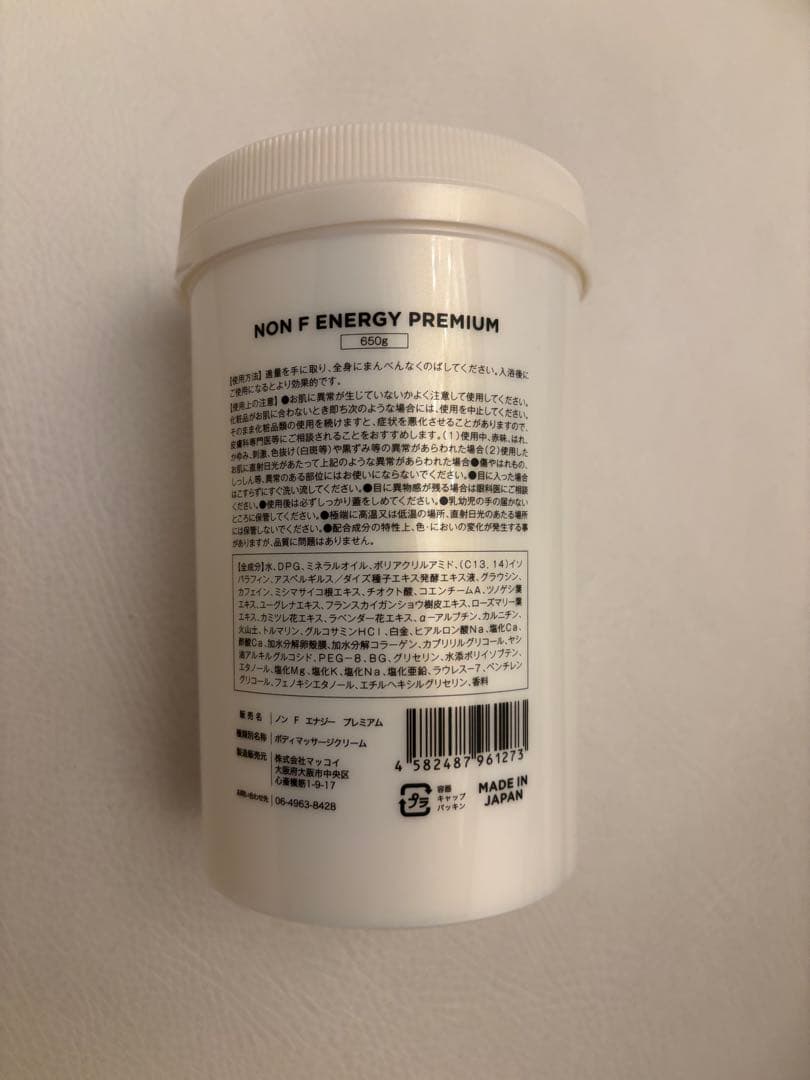 NON F ENERGY PREMIUM
650g
【使用方法】適量を手に取り、全身にまんべんなくのばしてください。入浴後に
ご使用になるとより効果的です。
【使用上の注意】●お肌に異常が生じていないかよく注意して使用してください。
化粧品がお肌に合わないとき即ち次のような場合には、使用を中止してください。
そのまま化粧品類の使用を続けますと、症状を悪化させることがありますので、
皮膚科専門医等にご相談されることをおすすめします。(1)使用中、赤味、はれ、
かゆみ、刺激、色抜け(白斑等)や黒ずみ等の異常があらわれた場合(2)使用した
お肌に直射日光があたって上記のような異常があらわれた場合●傷やはれもの、
しっしん等、異常のある部位にはお使いにならないでください。●目に入った場合
はこすらずにすぐ洗い流してください。●目に異物感が残る場合は眼科医にご相談
ください。●使用後は必ずしっかり蓋をしめてください。●乳幼児の手の届かない
ところに保管してください。●極端に高温又は低温の場所、直射日光のあたる場所
には保管しないでください。●配合成分の特性上、色・においの変化が発生する事
がありますが、品質に問題はありません。
【全成分】水、DPG、ミネラルオイル、ポリアクリルアミド、(C13,14)イソ
パラフィン、アスペルギルス/ダイズ種子エキス発酵エキス液、グラウシン、
カフェイン、ミシマサイコ根エキス、チオクト酸、コエンチームA、ツノゲシ葉
エキス、ユーグレナエキス、フランスカイガンショウ樹皮エキス、ローズマリー葉
エキス、カミツレ花エキス、ラベンダー花エキス、α-アルブチン、カルニチン、
火山土、トルマリン、グルコサミンHCl、白金、ヒアルロン酸Na、塩化Ca、
酢酸Ca、加水分解卵殻膜、加水分解コラーゲン、カプリリルグリコール、ヤシ
油アルキルグルコシド、PEG-8、BG、グリセリン、水添ポリイソブテン、
エタノール、塩化Mg、塩化K、塩化Na、塩化亜鉛、ラウレス-7、ペンチレン
グリコール、フェノキシエタノール、エチルヘキシルグリセリン、香料
販売名 ノン F エナジー プレミアム
種類別名称 ボディマッサージクリーム
製造販売元 株式会社マッコイ
大阪府大阪市中央区
心斎橋筋1-9-17
お問い合わせ先 06-4963-8428
4 582487 961273
プラ
容器
キャップ
パッキン
MADE IN
JAPAN